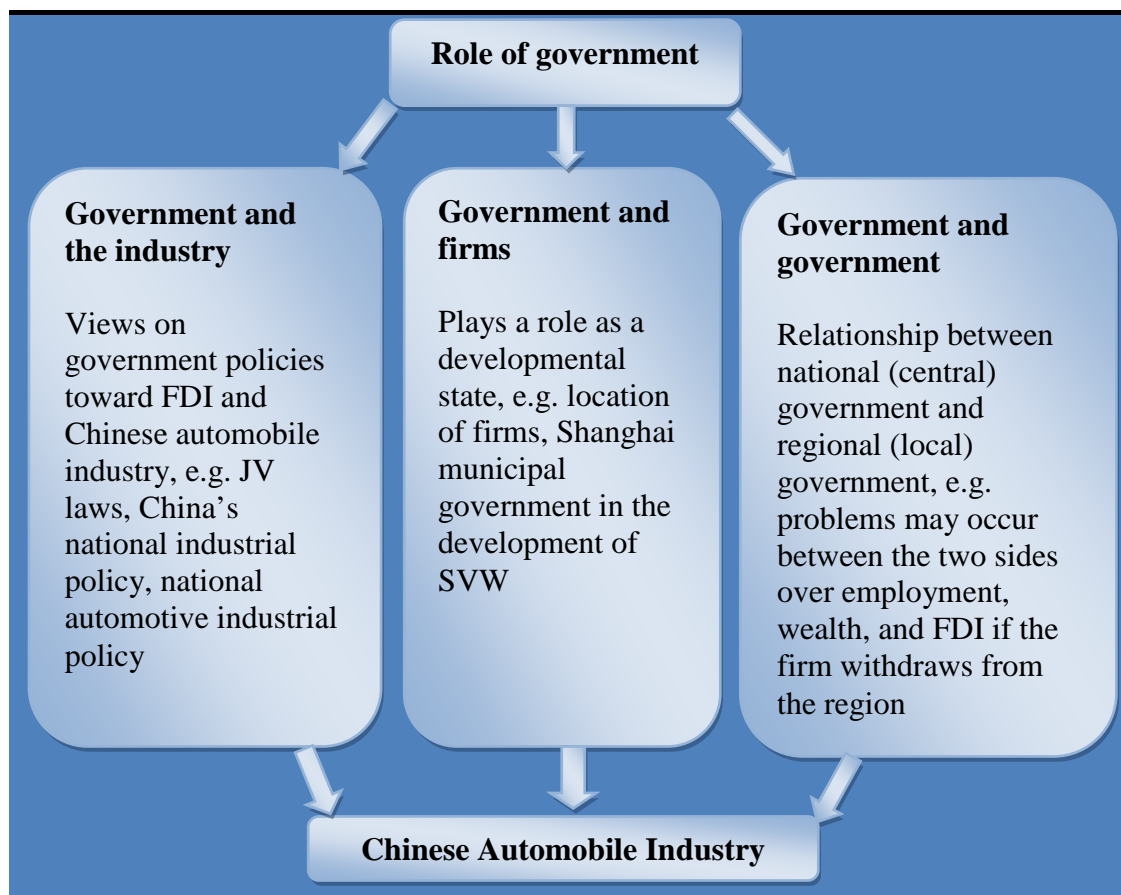 Role of government
Government and
the industry
Views on
government policies
toward FDI and
Chinese automobile
industry, e.g. JV
laws, China’s
national industrial
policy, national
automotive industrial
policy
Government and
firms
Plays a role as a
developmental
state, e.g. location
of firms, Shanghai
municipal
government in the
development of
SVW
Government and
government
Relationship between
national (central)
government and
regional (local)
government, e.g.
problems may occur
between the two sides
over employment,
wealth, and FDI if the
firm withdraws from
the region
Chinese Automobile Industry